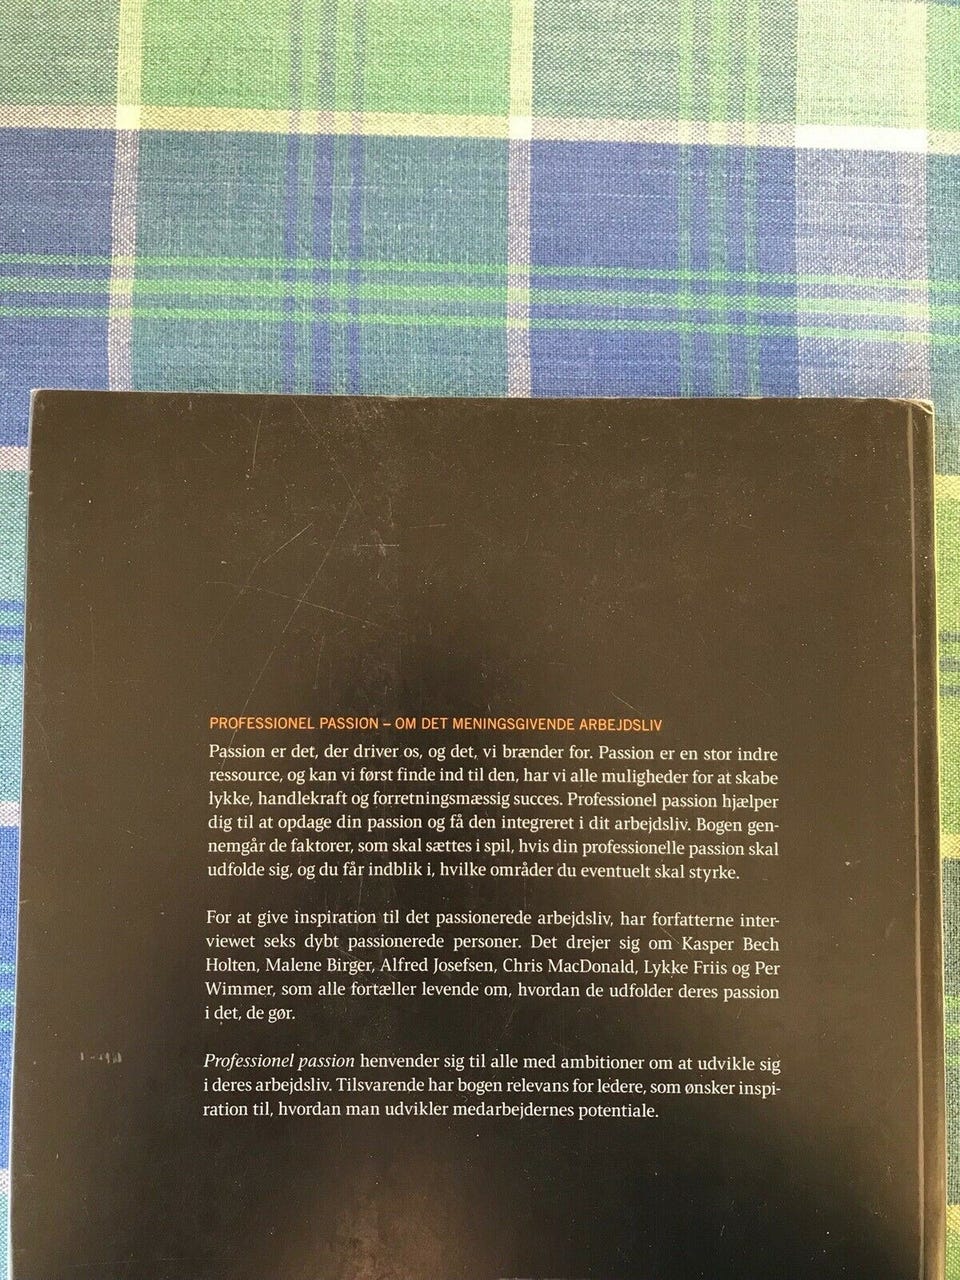 PROFESSIONEL PASSION – OM DET MENINGSGIVENDE ARBEJDSLIV
Passion er det, der driver os, og det, vi brænder for. Passion er en stor indre
ressource, og kan vi først finde ind til den, har vi alle muligheder for at skabe
lykke, handlekraft og forretningsmæssig succes. Professionel passion hjælper
dig til at opdage din passion og få den integreret i dit arbejdsliv. Bogen gen-
nemgår de faktorer, som skal sættes i spil, hvis din professionelle passion skal
udfolde sig, og du får indblik i, hvilke områder du eventuelt skal styrke.
For at give inspiration til det passionerede arbejdsliv, har forfatterne inter-
viewet seks dybt passionerede personer. Det drejer sig om Kasper Bech
Holten, Malene Birger, Alfred Josefsen, Chris MacDonald, Lykke Friis og Per
Wimmer, som alle fortæller levende om, hvordan de udfolder deres passion
i det, de gør.
Professionel passion henvender sig til alle med ambitioner om at udvikle sig
i deres arbejdsliv. Tilsvarende har bogen relevans for ledere, som ønsker inspi-
ration til, hvordan man udvikler medarbejdernes potentiale.